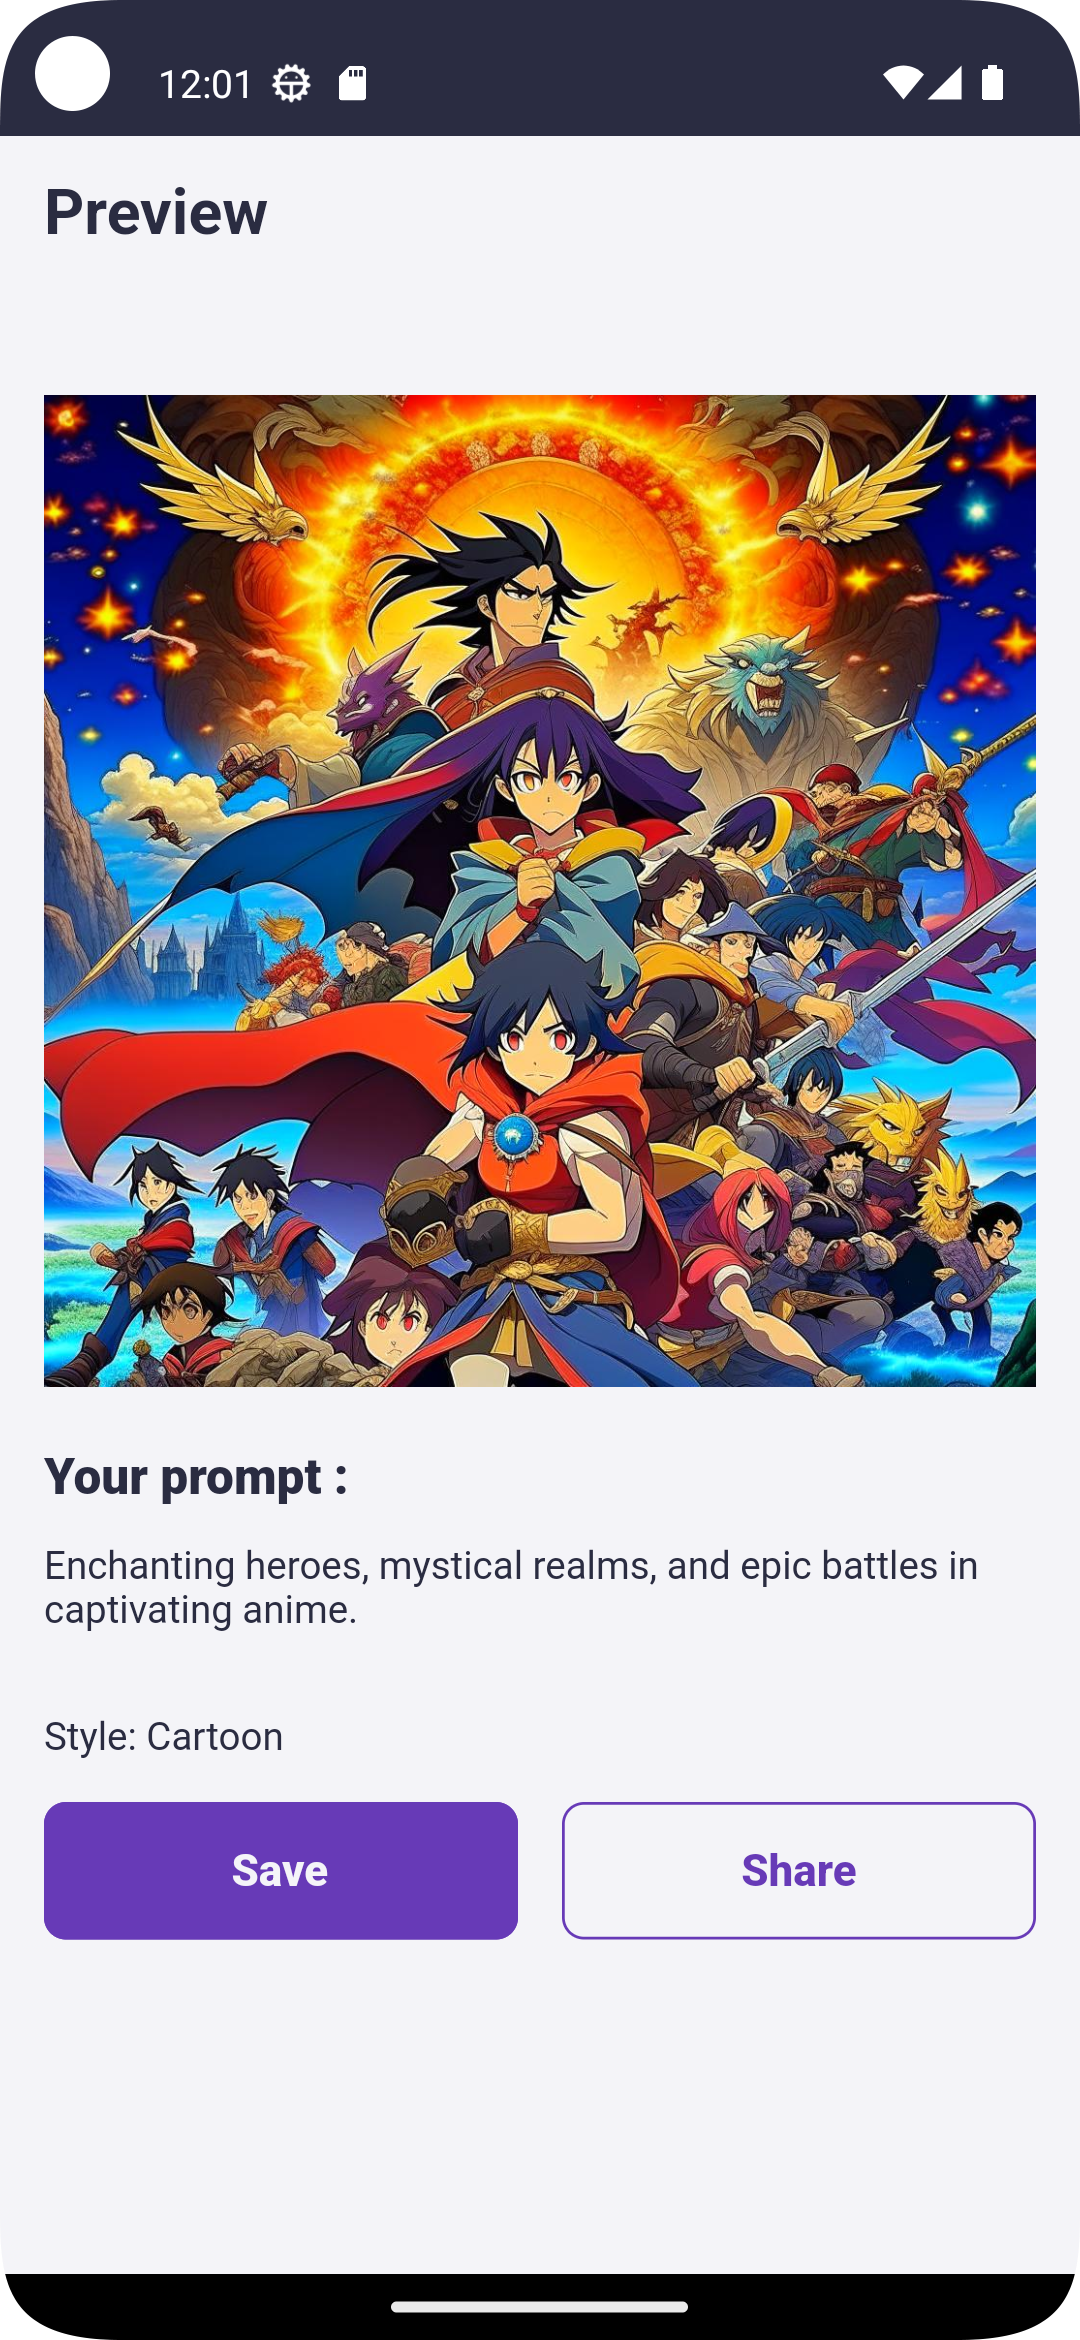 12:01
Preview
Your prompt :
Enchanting heroes, mystical realms, and epic battles in
captivating anime.
Style: Cartoon
Save
Share